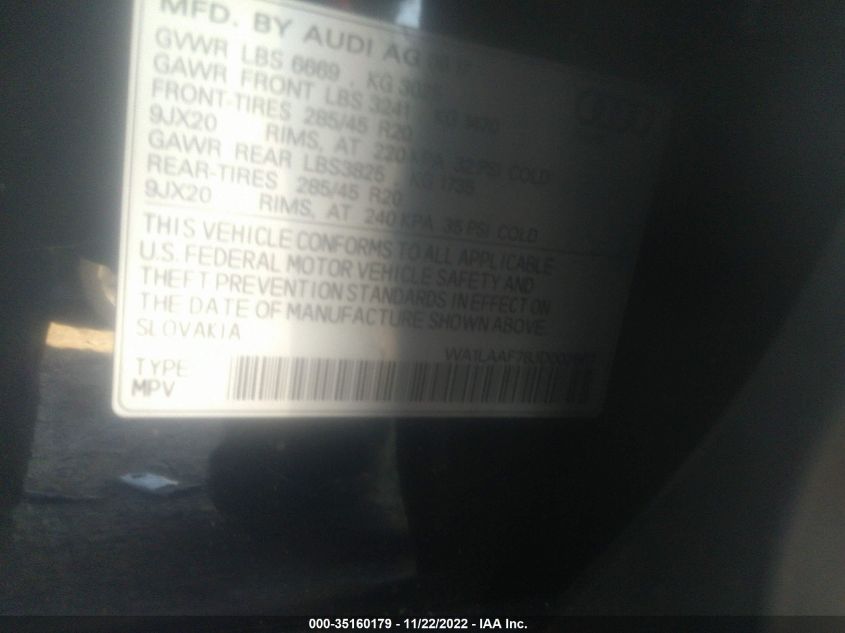 MFD. BY AUDI AG
GVWR LBS 6669 KG
GAWR FRONT LBS 3241 KG 1470
FRONT-TIRES 285/45 R20
9JX20 RIMS, AT 220 KPA 32 PSI COLD
GAWR REAR LBS3825 KG 1735
REAR-TIRES 285/45 R20
9JX20 RIMS, AT 240 KPA 35 PSI COLD
THIS VEHICLE CONFORMS TO ALL APPLICABLE
U.S. FEDERAL MOTOR VEHICLE SAFETY AND
THEFT PREVENTION STANDARDS IN EFFECT ON
THE DATE OF MANUFACTURE SHOWN ABOVE.
SLOVAKIA
TYPE
MPV
000-35160179 - 11/22/2022 - IAA Inc.